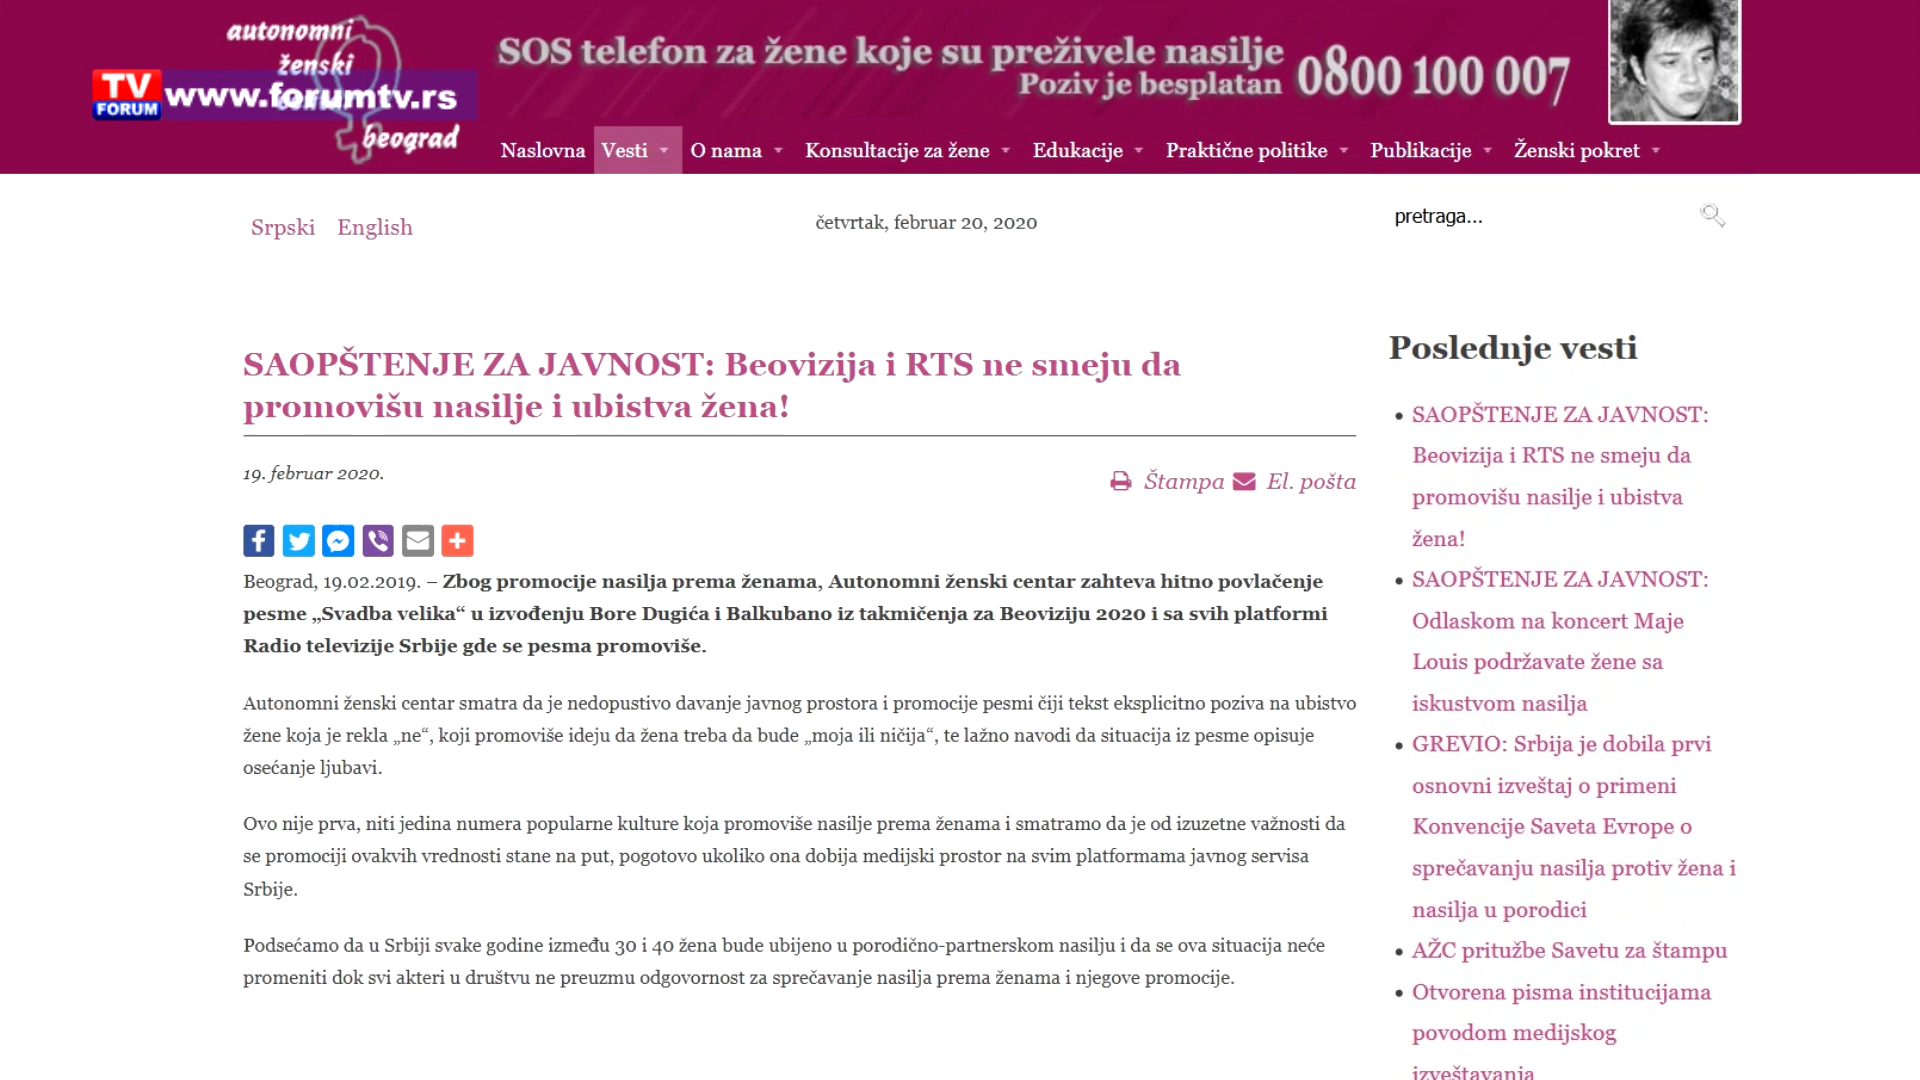 autonomni
ženski
TV FORUM www.forumtv.rs
beograd
SOS telefon za žene koje su preživele nasilje
Poziv je besplatan 0800 100 007
Naslovna Vesti O nama Konsultacije za žene Edukacije Praktične politike Publikacije Ženski pokret
Srpski English
četvrtak, februar 20, 2020
pretraga...
SAOPŠTENJE ZA JAVNOST: Beovizija i RTS ne smeju da
promovišu nasilje i ubistva žena!
19. februar 2020.
Štampa El. pošta
Beograd, 19.02.2019. – Zbog promocije nasilja prema ženama, Autonomni ženski centar zahteva hitno povlačenje
pesme „Svadba velika“ u izvođenju Bore Dugića i Balkubano iz takmičenja za Beoviziju 2020 i sa svih platformi
Radio televizije Srbije gde se pesma promoviše.
Autonomni ženski centar smatra da je nedopustivo davanje javnog prostora i promocije pesmi čiji tekst eksplicitno poziva na ubistvo
žene koja je rekla „ne“, koji promoviše ideju da žena treba da bude „moja ili ničija“, te lažno navodi da situacija iz pesme opisuje
osećanje ljubavi.
Ovo nije prva, niti jedina numera popularne kulture koja promoviše nasilje prema ženama i smatramo da je od izuzetne važnosti da
se promociji ovakvih vrednosti stane na put, pogotovo ukoliko ona dobija medijski prostor na svim platformama javnog servisa
Srbije.
Podsećamo da u Srbiji svake godine između 30 i 40 žena bude ubijeno u porodično-partnerskom nasilju i da se ova situacija neće
promeniti dok svi akteri u društvu ne preuzmu odgovornost za sprečavanje nasilja prema ženama i njegove promocije.
Poslednje vesti
SAOPŠTENJE ZA JAVNOST:
Beovizija i RTS ne smeju da
promovišu nasilje i ubistva
žena!
SAOPŠTENJE ZA JAVNOST:
Odlaskom na koncert Maje
Louis podržavate žene sa
iskustvom nasilja
GREVIO: Srbija je dobila prvi
osnovni izveštaj o primeni
Konvencije Saveta Evrope o
sprečavanju nasilja protiv žena i
nasilja u porodici
AŽC pritužbe Savetu za štampu
Otvorena pisma institucijama
povodom medijskog
izveštavanja